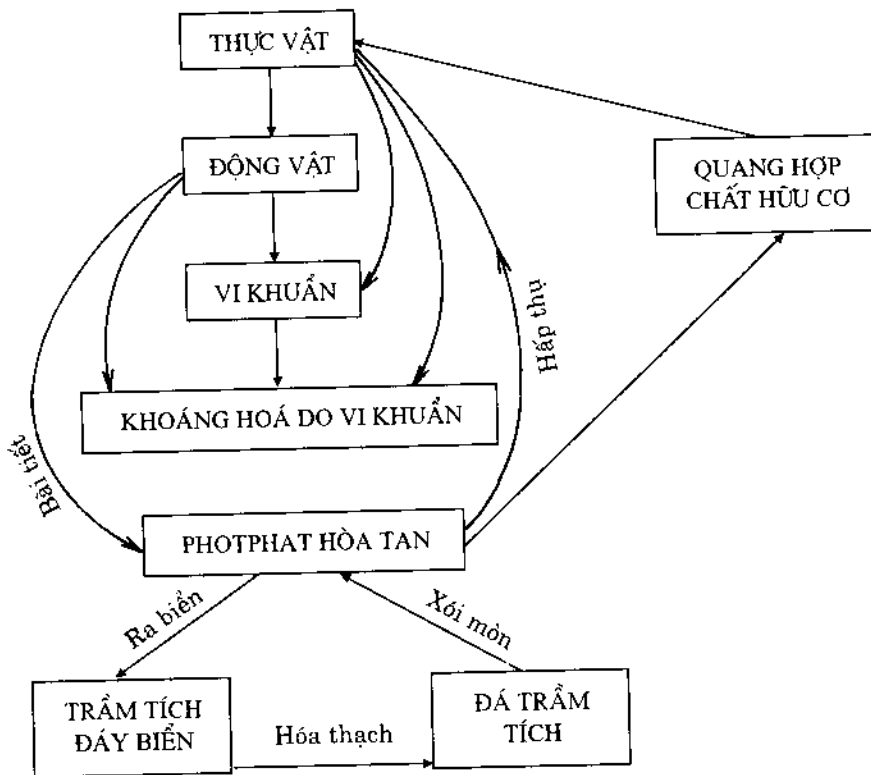 THỰC VẬT
ĐỘNG VẬT
QUANG HỢP
CHẤT HỮU CƠ
VI KHUẨN
Hấp thụ
KHOÁNG HOÁ DO VI KHUẨN
Bài tiết
PHOTPHAT HÒA TAN
Ra biển
Xói mòn
TRẦM TÍCH
ĐÁY BIỂN
Hóa thạch
ĐÁ TRẦM
TÍCH